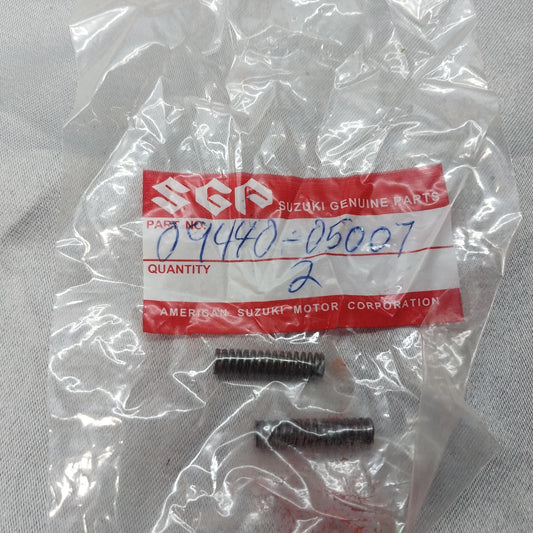 SGP SUZUKI GENUINE PARTS
PART NO. 09440-05007
QUANTITY 2
AMERICAN SUZUKI MOTOR CORPORATION